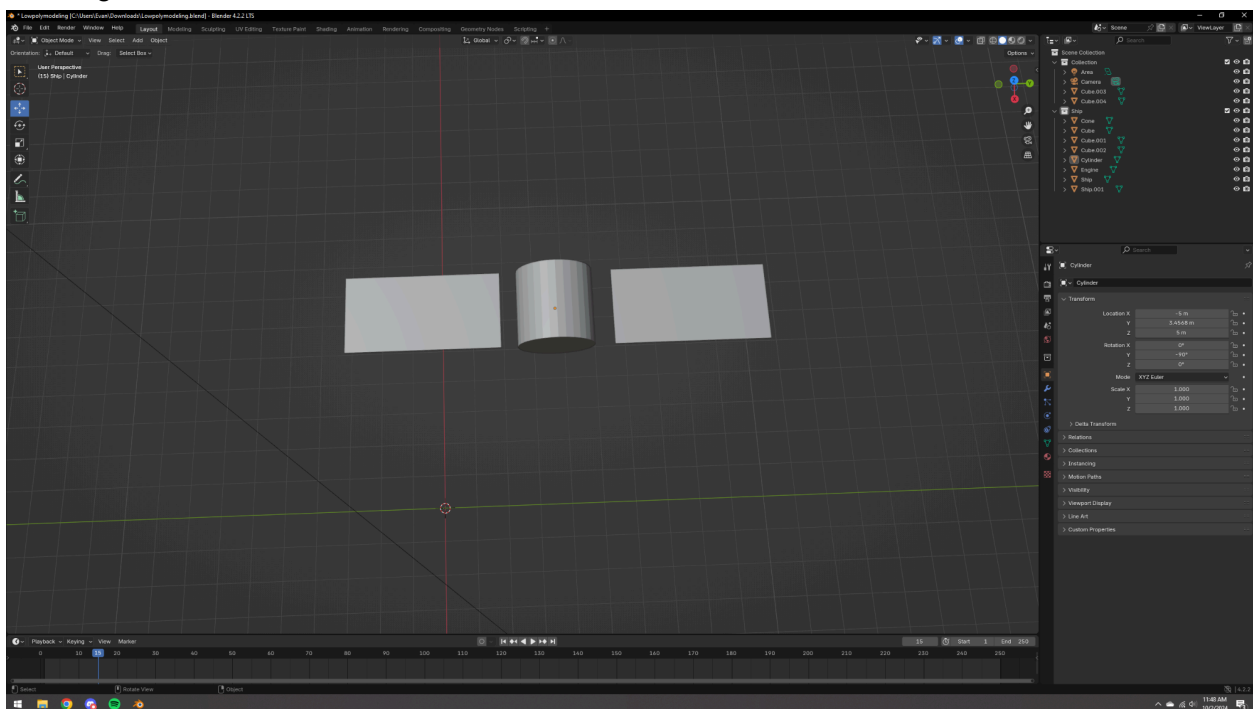 * Lowpolymodeling [C:\Users\Evan\Downloads\Lowpolymodeling.blend] - Blender 4.2.2 LTS
File Edit Render Window Help Layout Modeling Sculpting UV Editing Texture Paint Shading Animation Rendering Compositing Geometry Nodes Scripting + Scene ViewLayer
Object Mode View Select Add Object Global
Orientation: Default Drag: Select Box Options
User Perspective
(15) Ship | Cylinder
Z
Y
X
Search
Scene Collection
Collection
Area
Camera
Cube.003
Cube.004
Ship
Cone
Cube
Cube.001
Cube.002
Cylinder
Engine
Ship
Ship.001
Search
Cylinder
Cylinder
Transform
Location X -5 m
Y 3.4568 m
Z 5 m
Rotation X 0°
Y -90°
Z 0°
Mode XYZ Euler
Scale X 1.000
Y 1.000
Z 1.000
Delta Transform
Relations
Collections
Instancing
Motion Paths
Visibility
Viewport Display
Line Art
Custom Properties
Playback Keying View Marker 15 Start 1 End 250
0 10 15 20 30 40 50 60 70 80 90 100 110 120 130 140 150 160 170 180 190 200 210 220 230 240 250
Select Rotate View Object 4.2.2
11:48 AM
10/2/2024